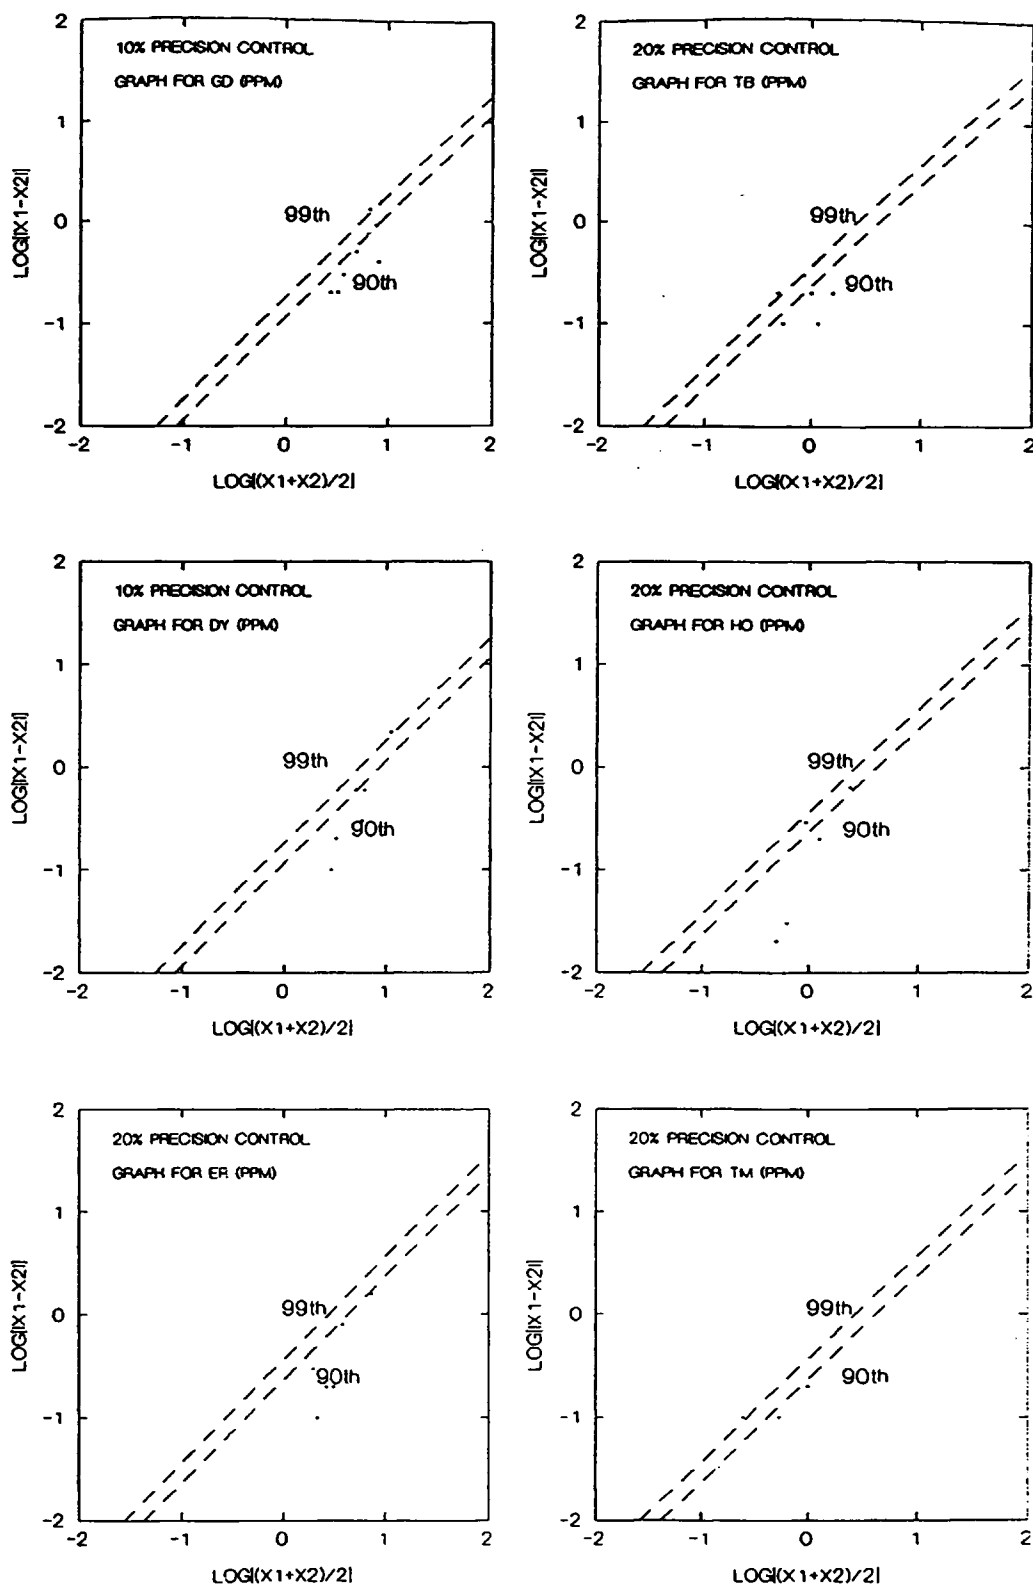 10% PRECISION CONTROL
GRAPH FOR GD (PPM)
99th
90th
2
1
0
-1
-2
-2 -1 0 1 2
LOG[|X1-X2|]
LOG[(X1+X2)/2]
20% PRECISION CONTROL
GRAPH FOR TB (PPM)
99th
90th
2
1
0
-1
-2
-2 -1 0 1 2
LOG[|X1-X2|]
LOG[(X1+X2)/2]
10% PRECISION CONTROL
GRAPH FOR DY (PPM)
99th
90th
2
1
0
-1
-2
-2 -1 0 1 2
LOG[|X1-X2|]
LOG[(X1+X2)/2]
20% PRECISION CONTROL
GRAPH FOR HO (PPM)
99th
90th
2
1
0
-1
-2
-2 -1 0 1 2
LOG[|X1-X2|]
LOG[(X1+X2)/2]
20% PRECISION CONTROL
GRAPH FOR ER (PPM)
99th
90th
2
1
0
-1
-2
-2 -1 0 1 2
LOG[|X1-X2|]
LOG[(X1+X2)/2]
20% PRECISION CONTROL
GRAPH FOR TM (PPM)
99th
90th
2
1
0
-1
-2
-2 -1 0 1 2
LOG[|X1-X2|]
LOG[(X1+X2)/2]